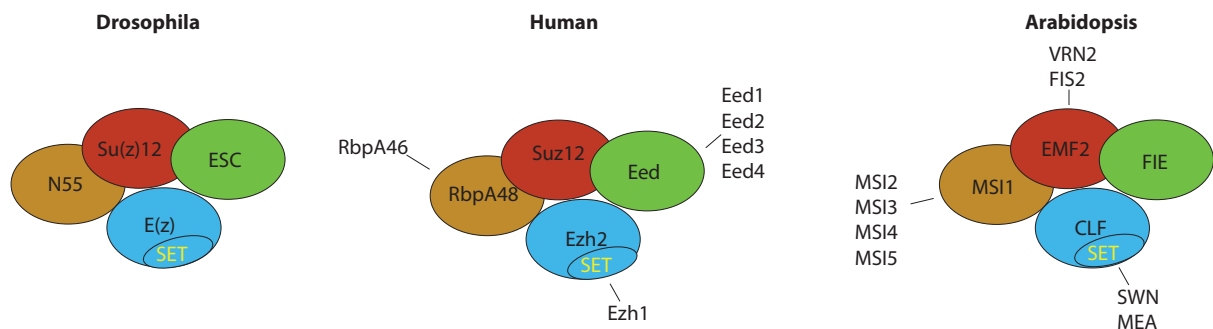 Drosophila
Su(z)12
ESC
N55
E(z)
SET
Human
RbpA46
Suz12
Eed
RbpA48
Ezh2
SET
Ezh1
Eed1
Eed2
Eed3
Eed4
Arabidopsis
VRN2
FIS2
EMF2
FIE
MSI1
MSI2
MSI3
MSI4
MSI5
CLF
SET
SWN
MEA